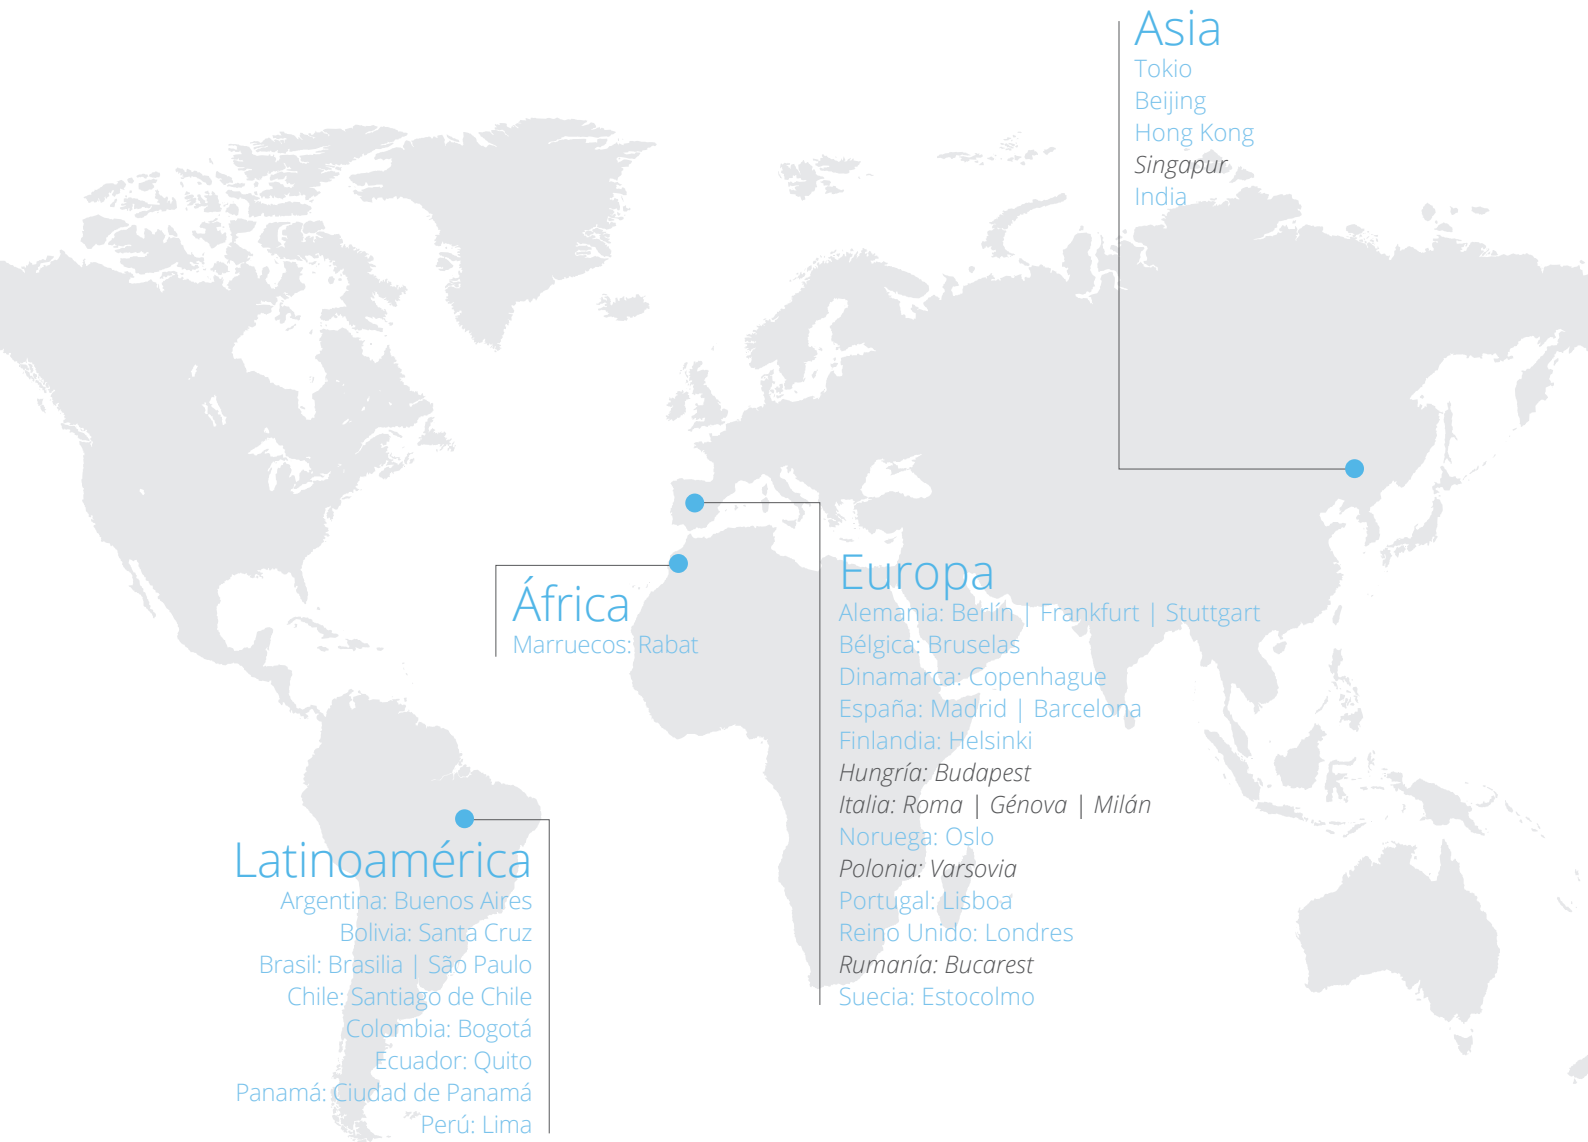 Asia
Tokio
Beijing
Hong Kong
Singapur
India
África
Marruecos: Rabat
Europa
Alemania: Berlín | Frankfurt | Stuttgart
Bélgica: Bruselas
Dinamarca: Copenhague
España: Madrid | Barcelona
Finlandia: Helsinki
Hungría: Budapest
Italia: Roma | Génova | Milán
Noruega: Oslo
Polonia: Varsovia
Portugal: Lisboa
Reino Unido: Londres
Rumanía: Bucarest
Suecia: Estocolmo
Latinoamérica
Argentina: Buenos Aires
Bolivia: Santa Cruz
Brasil: Brasilia | São Paulo
Chile: Santiago de Chile
Colombia: Bogotá
Ecuador: Quito
Panamá: Ciudad de Panamá
Perú: Lima